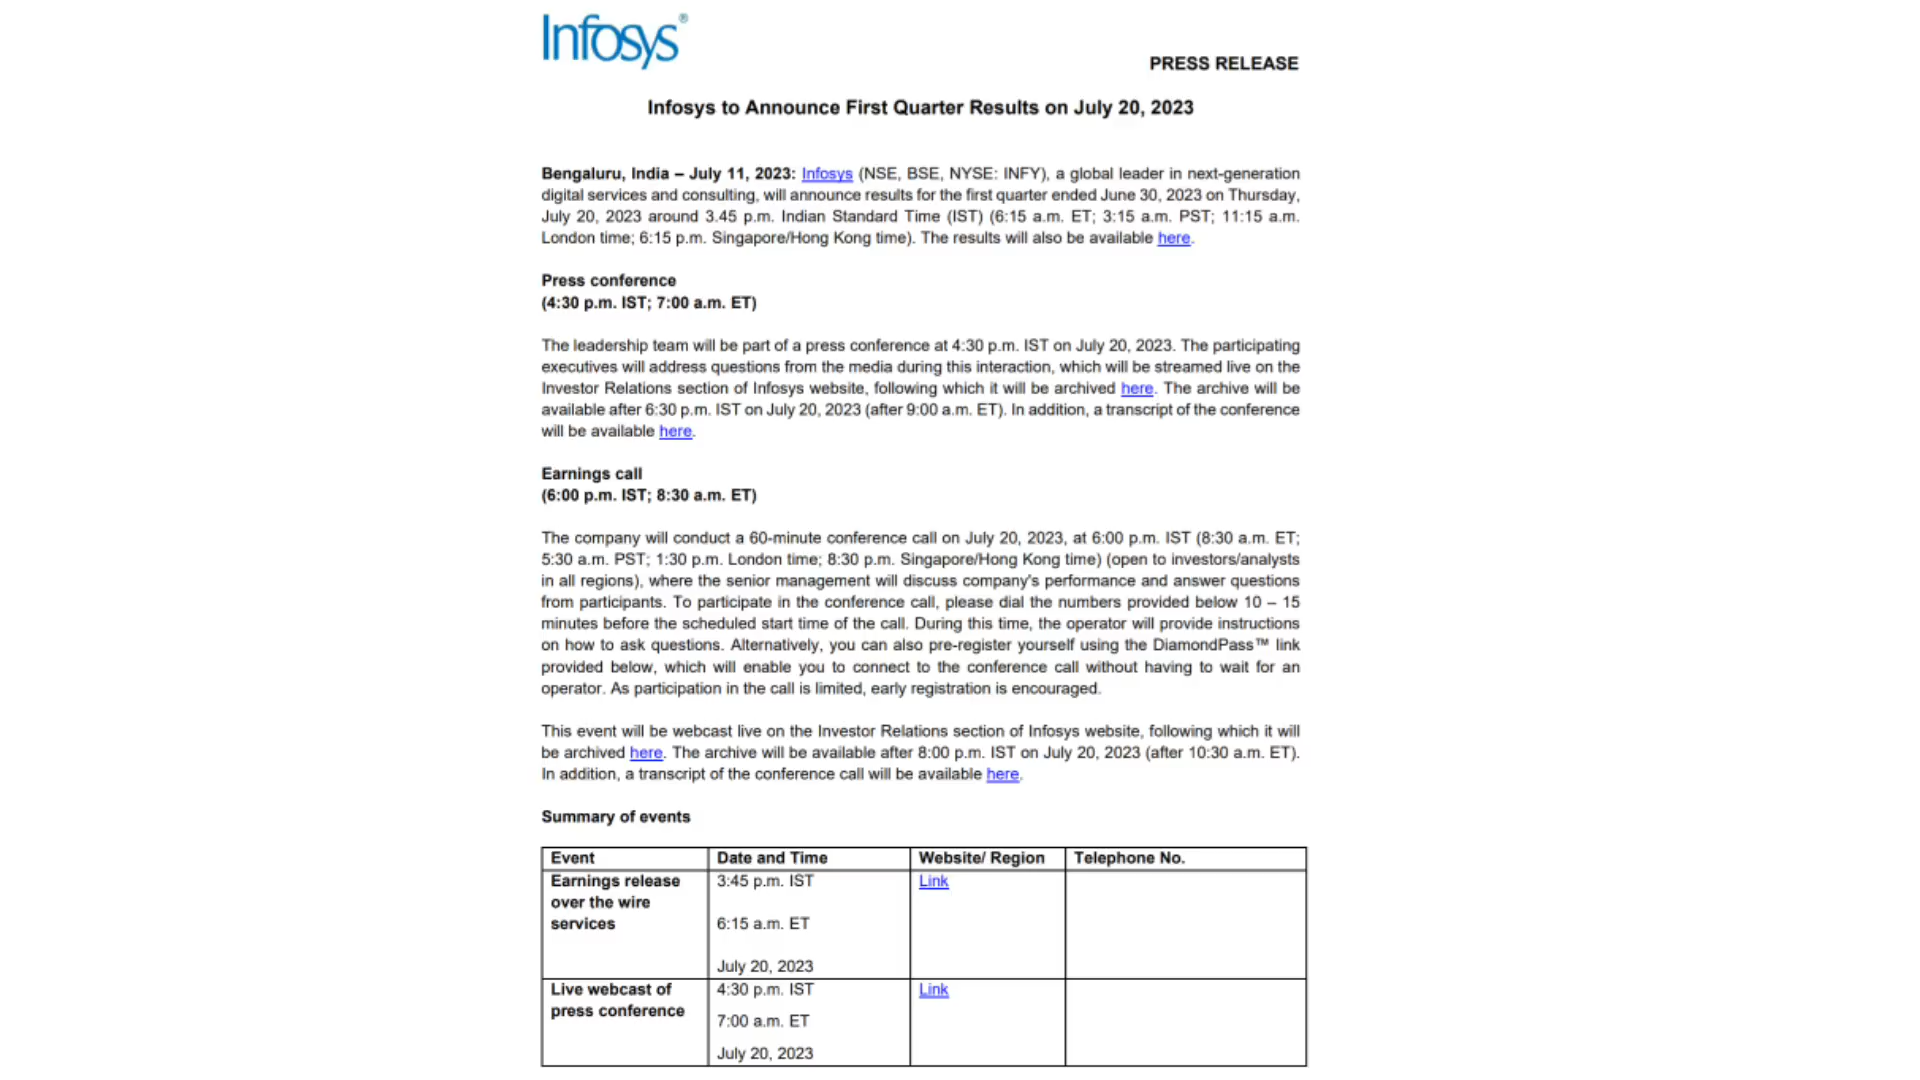 Infosys®
PRESS RELEASE
Infosys to Announce First Quarter Results on July 20, 2023
Bengaluru, India – July 11, 2023: Infosys (NSE, BSE, NYSE: INFY), a global leader in next-generation
digital services and consulting, will announce results for the first quarter ended June 30, 2023 on Thursday,
July 20, 2023 around 3.45 p.m. Indian Standard Time (IST) (6:15 a.m. ET; 3:15 a.m. PST; 11:15 a.m.
London time; 6:15 p.m. Singapore/Hong Kong time). The results will also be available here.
Press conference
(4:30 p.m. IST; 7:00 a.m. ET)
The leadership team will be part of a press conference at 4:30 p.m. IST on July 20, 2023. The participating
executives will address questions from the media during this interaction, which will be streamed live on the
Investor Relations section of Infosys website, following which it will be archived here. The archive will be
available after 6:30 p.m. IST on July 20, 2023 (after 9:00 a.m. ET). In addition, a transcript of the conference
will be available here.
Earnings call
(6:00 p.m. IST; 8:30 a.m. ET)
The company will conduct a 60-minute conference call on July 20, 2023, at 6:00 p.m. IST (8:30 a.m. ET;
5:30 a.m. PST; 1:30 p.m. London time; 8:30 p.m. Singapore/Hong Kong time) (open to investors/analysts
in all regions), where the senior management will discuss company's performance and answer questions
from participants. To participate in the conference call, please dial the numbers provided below 10 – 15
minutes before the scheduled start time of the call. During this time, the operator will provide instructions
on how to ask questions. Alternatively, you can also pre-register yourself using the DiamondPass™ link
provided below, which will enable you to connect to the conference call without having to wait for an
operator. As participation in the call is limited, early registration is encouraged.
This event will be webcast live on the Investor Relations section of Infosys website, following which it will
be archived here. The archive will be available after 8:00 p.m. IST on July 20, 2023 (after 10:30 a.m. ET).
In addition, a transcript of the conference call will be available here.
Summary of events
Event Date and Time Website/ Region Telephone No.
Earnings release 3:45 p.m. IST Link
over the wire
services 6:15 a.m. ET
July 20, 2023
Live webcast of 4:30 p.m. IST Link
press conference
7:00 a.m. ET
July 20, 2023